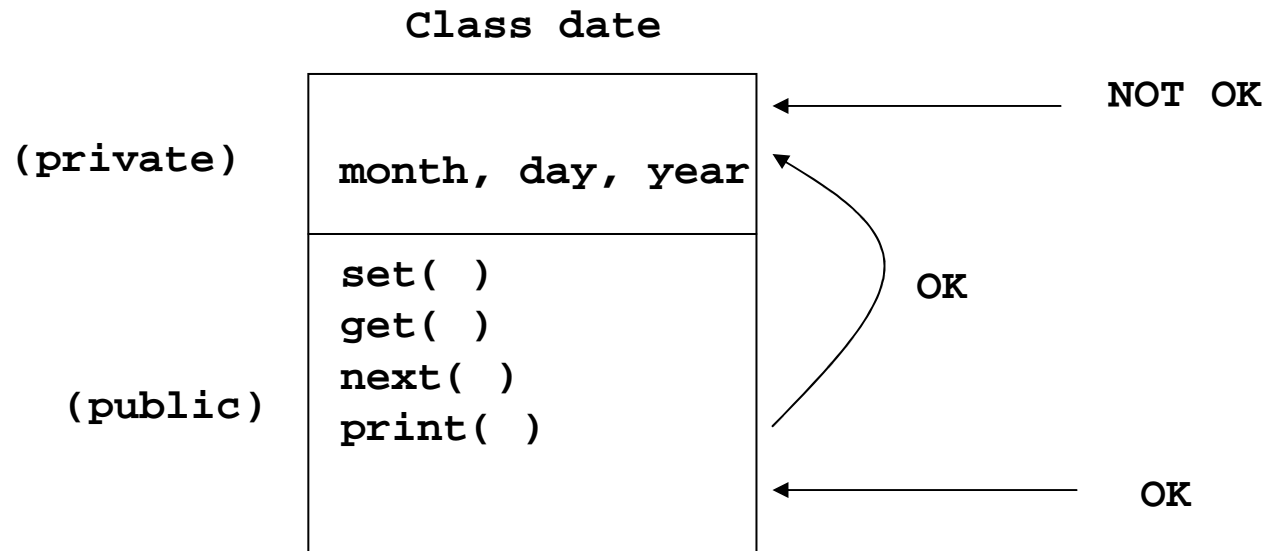 Class date
NOT OK
(private)
month, day, year
set( )
get( )
OK
next( )
(public)
print( )
OK